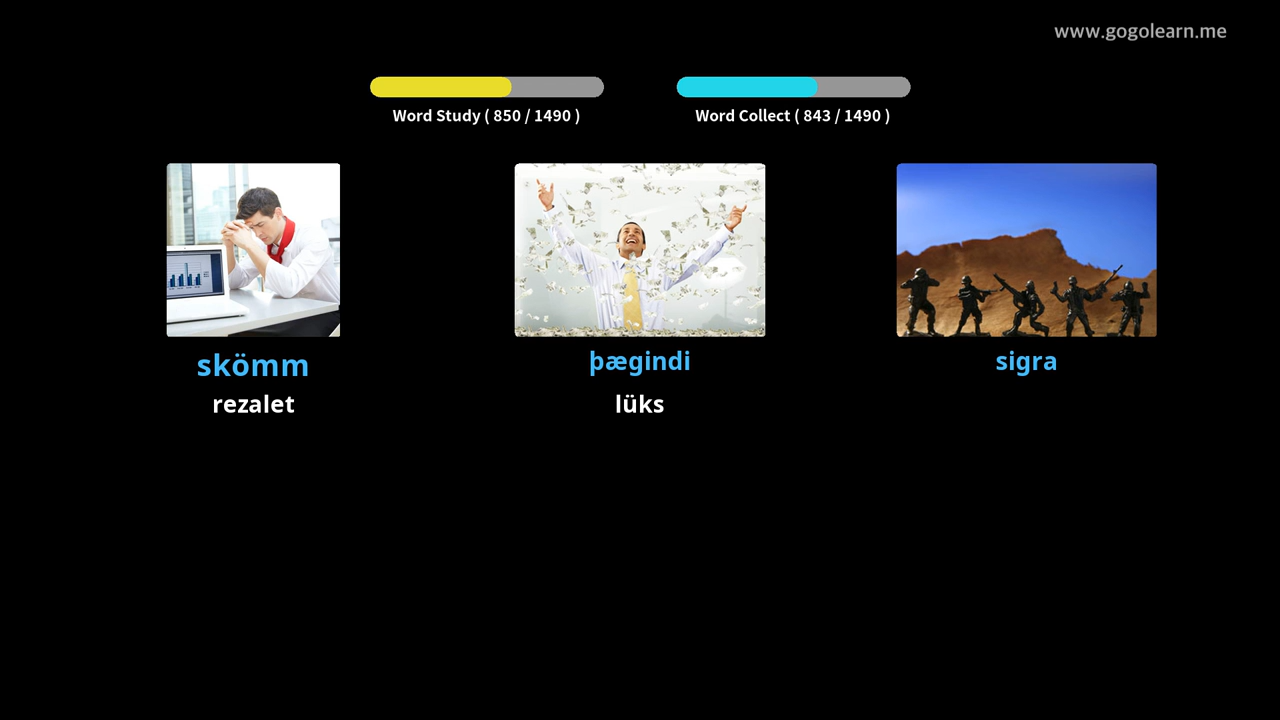 www.gogolearn.me
Word Study ( 850 / 1490 )
Word Collect ( 843 / 1490 )
skömm
þægindi
sigra
rezalet
lüks